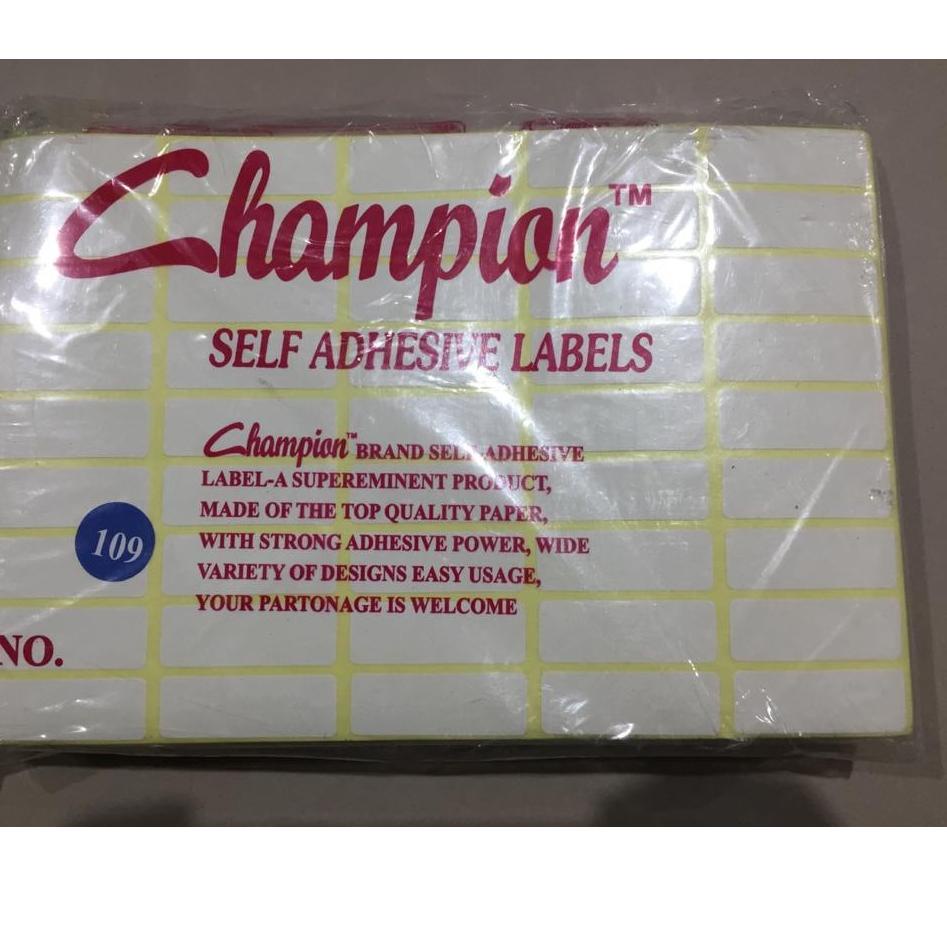 Champion™
SELF ADHESIVE LABELS
Champion™ BRAND SELF ADHESIVE
LABEL-A SUPEREMINENT PRODUCT,
MADE OF THE TOP QUALITY PAPER,
WITH STRONG ADHESIVE POWER, WIDE
VARIETY OF DESIGNS EASY USAGE,
YOUR PARTONAGE IS WELCOME
109
NO.